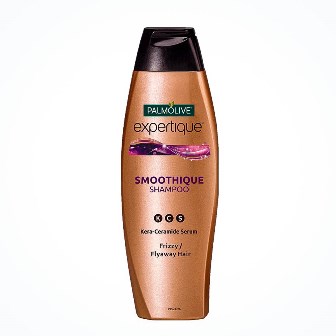 PALMOLIVE
expertique
SMOOTHIQUE
SHAMPOO
K C S
Kera-Ceramide Serum
Frizzy /
Flyaway Hair